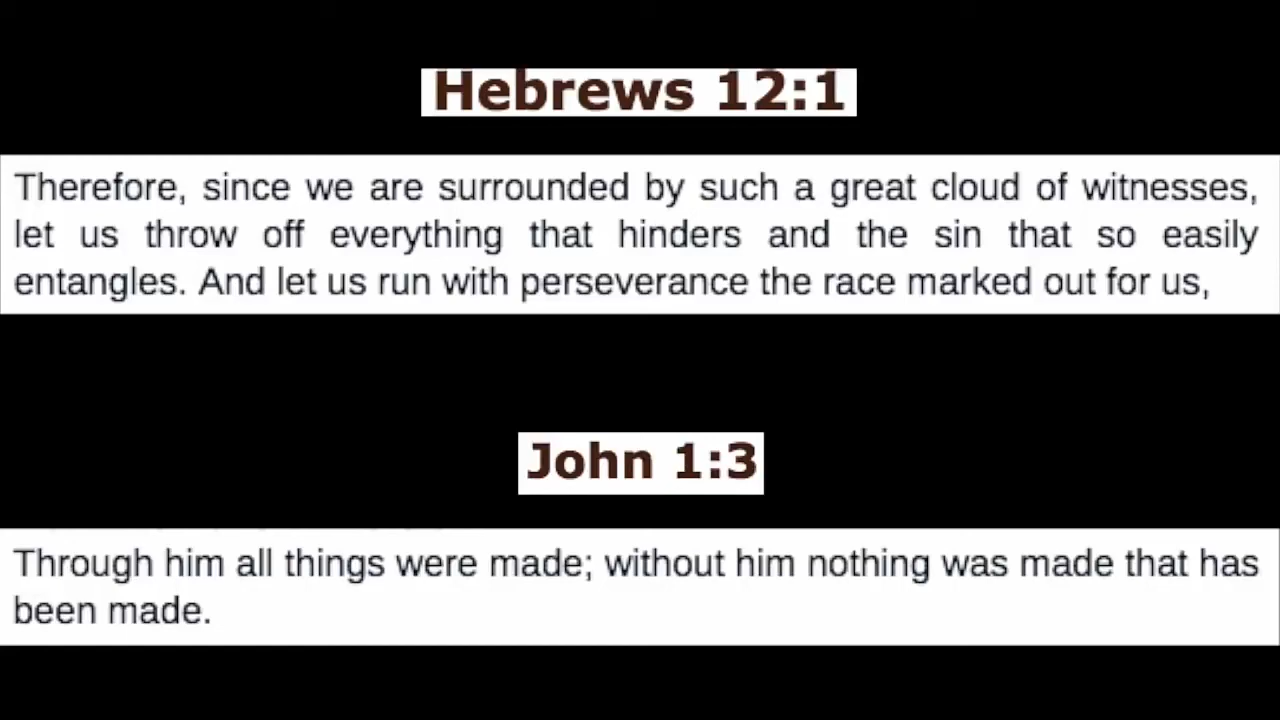 Hebrews 12:1
Therefore, since we are surrounded by such a great cloud of witnesses,
let us throw off everything that hinders and the sin that so easily
entangles. And let us run with perseverance the race marked out for us,
John 1:3
Through him all things were made; without him nothing was made that has
been made.